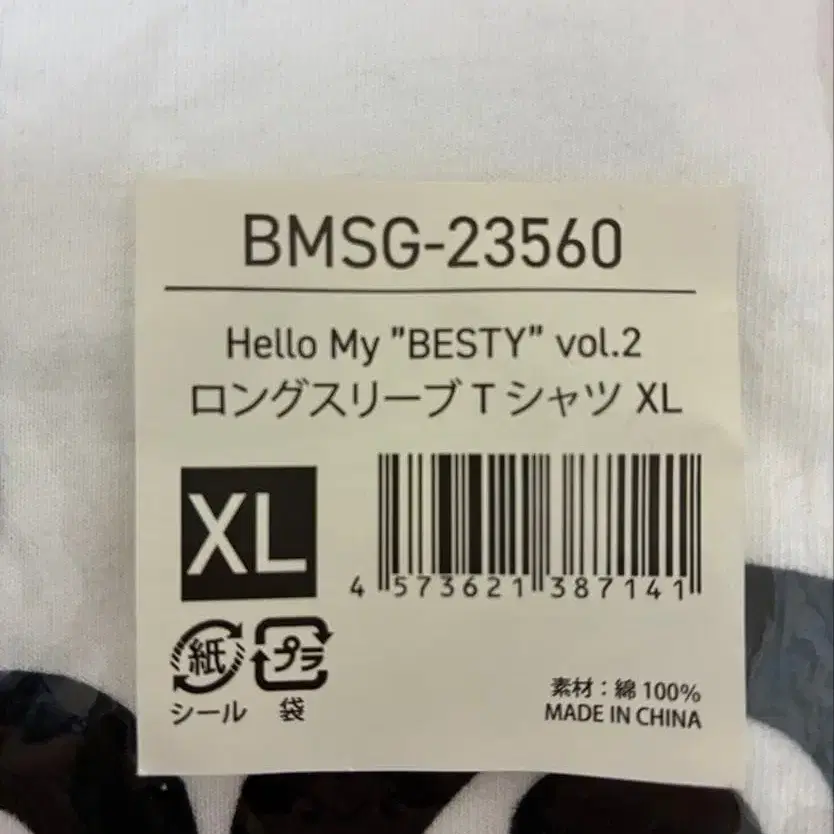 BMSG-23560
Hello My ”BESTY” vol.2
ロングスリーブTシャツ XL
XL
4 573621 387141
紙 プラ
シール 袋
素材：綿 100%
MADE IN CHINA